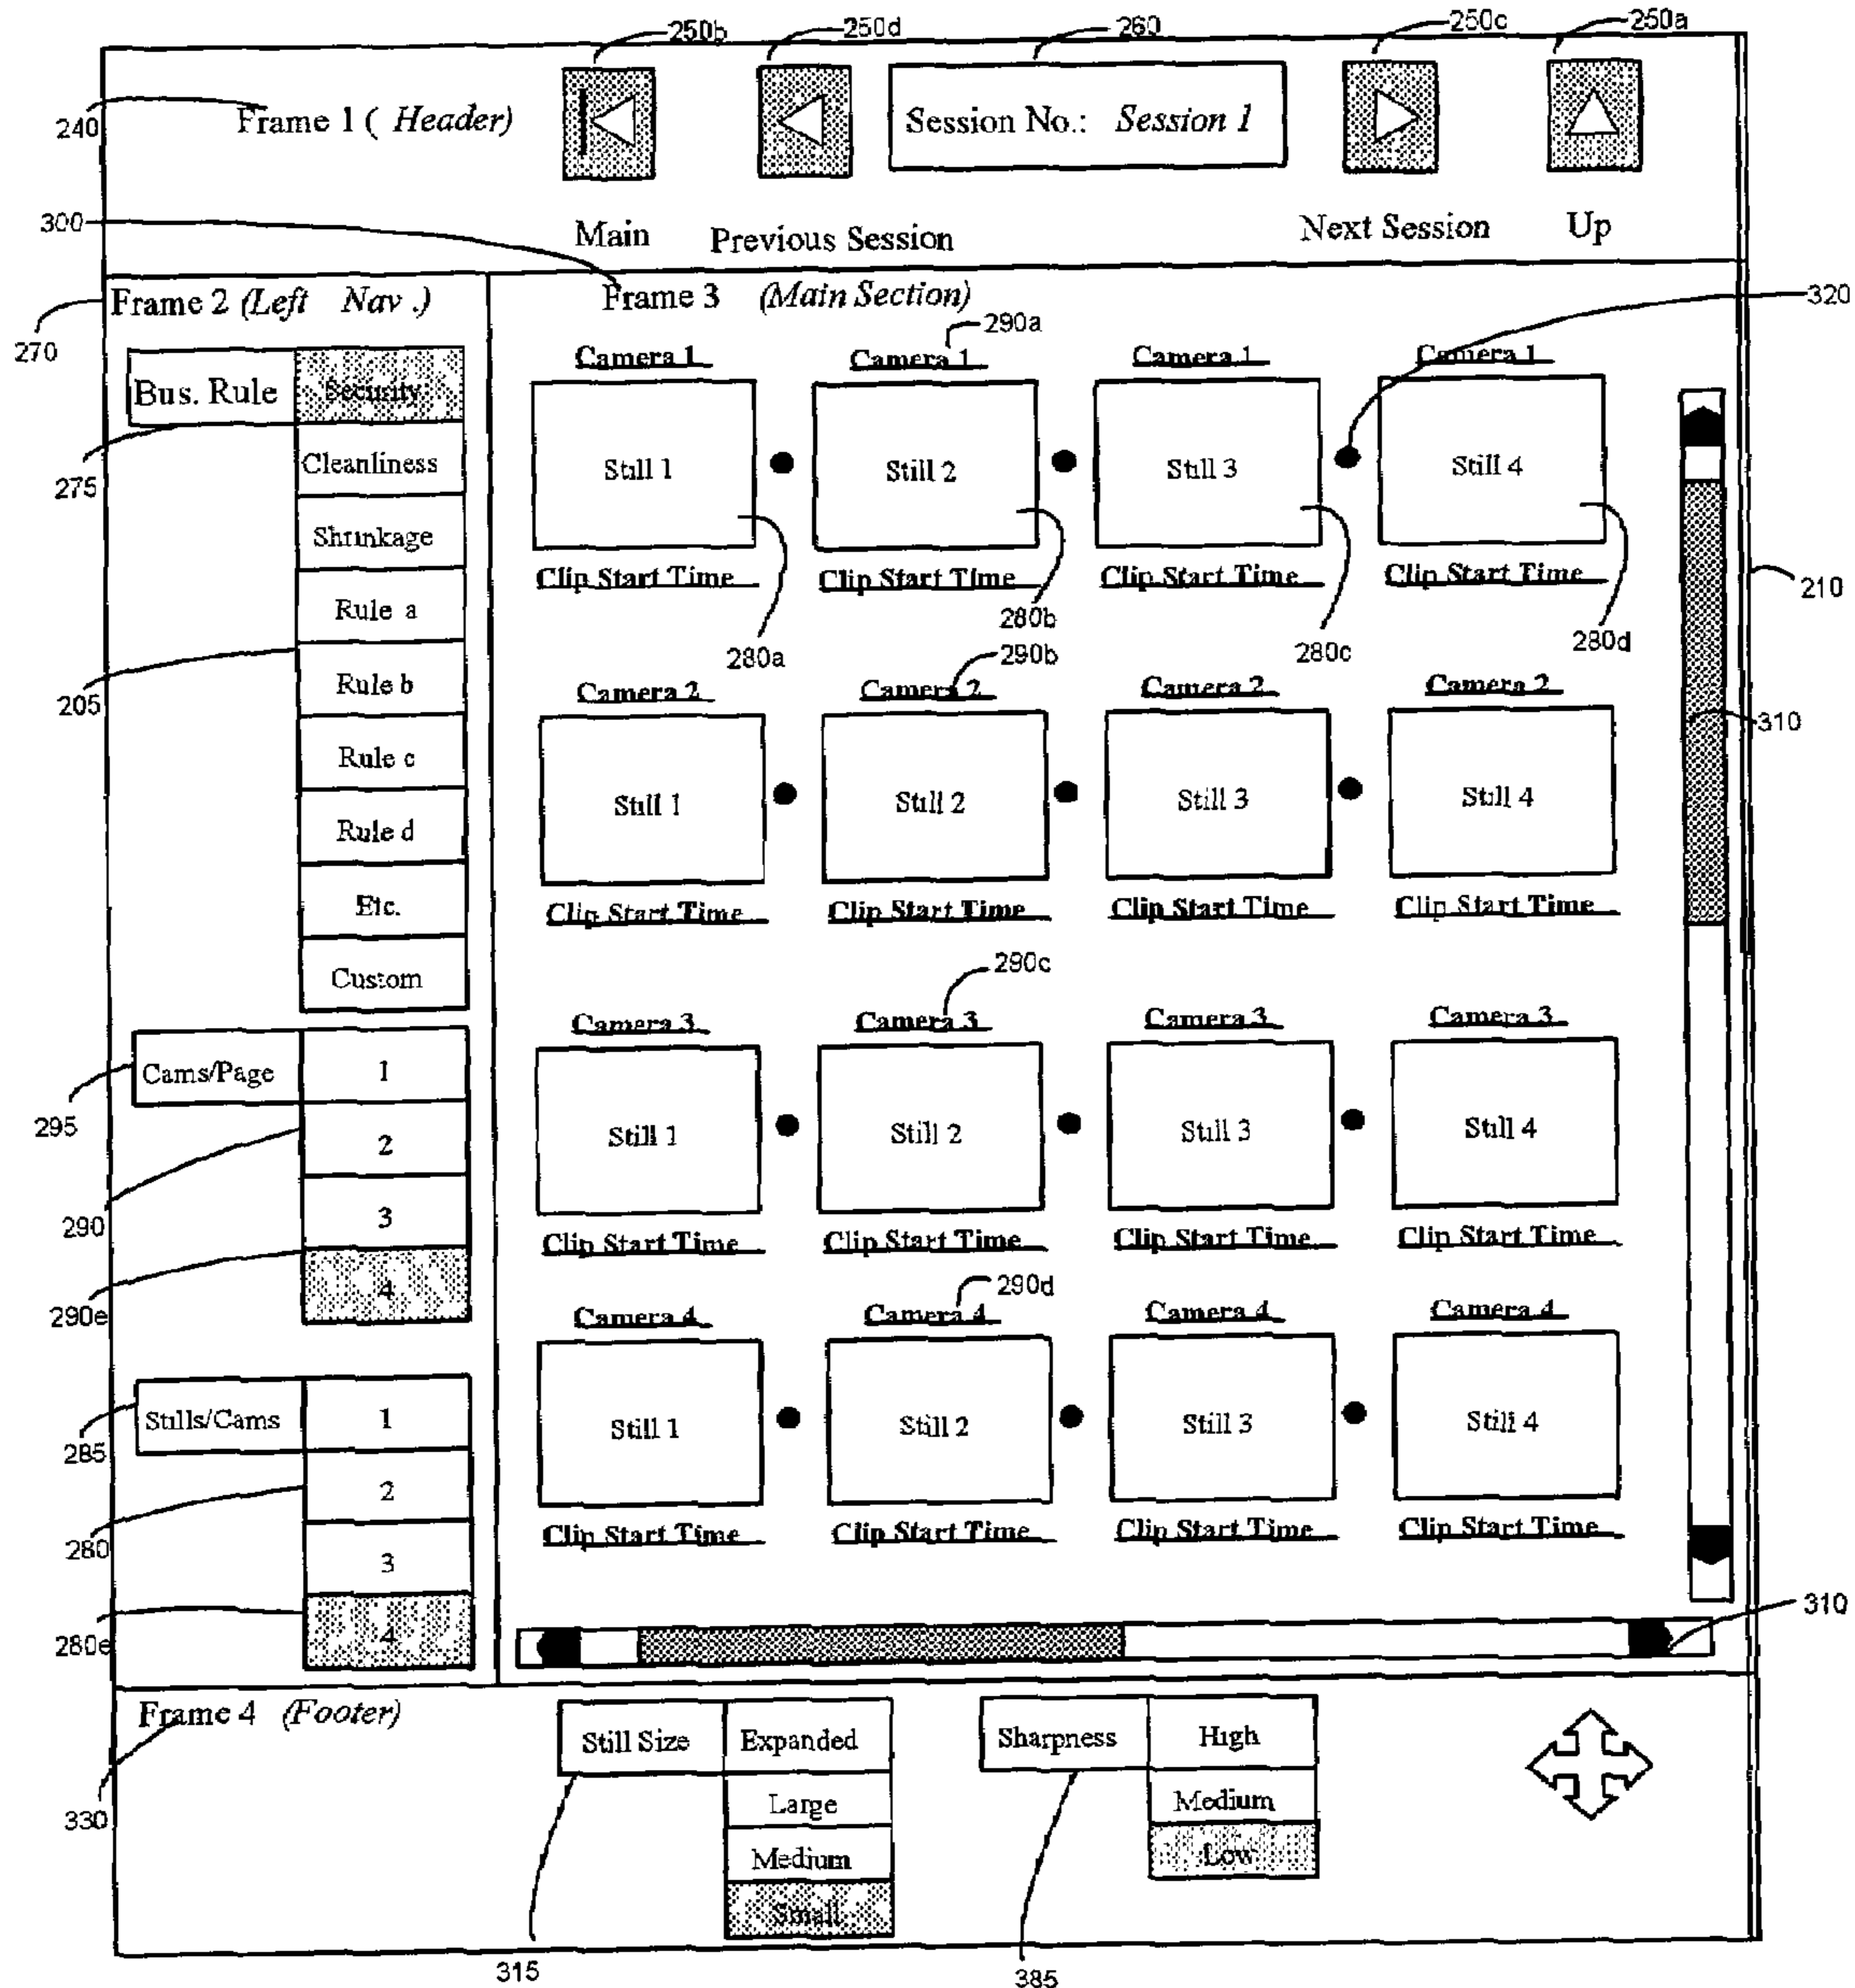 250b 250d 260 250c 250a
240 Frame 1 ( Header) Session No.: Session 1
300 Main Previous Session Next Session Up
270 Frame 2 (Left Nav .) Frame 3 (Main Section) 320
290a
Camera 1 Camera 1 Camera 1 Camera 1
Bus. Rule Security
275 Cleanliness Still 1 Still 2 Still 3 Still 4
Shrinkage
Clip Start Time Clip Start Time Clip Start Time Clip Start Time
210
Rule a 280a 280b 280c 280d
205 Rule b 290b
Camera 2 Camera 2 Camera 2 Camera 2
310
Rule c
Rule d Still 1 Still 2 Still 3 Still 4
Etc. Clip Start Time Clip Start Time Clip Start Time Clip Start Time
Custom 290c
Camera 3 Camera 3 Camera 3 Camera 3
295 Cams/Page 1
2 Still 1 Still 2 Still 3 Still 4
290 3
Clip Start Time Clip Start Time Clip Start Time Clip Start Time
290e 4 290d
Camera 4 Camera 4 Camera 4 Camera 4
285 Stills/Cams 1 Still 1 Still 2 Still 3 Still 4
280 2
Clip Start Time Clip Start Time Clip Start Time Clip Start Time
3
280e 4 310
330 Frame 4 (Footer)
Still Size Expanded Sharpness High
Large Medium
Medium Low
Small
315 385